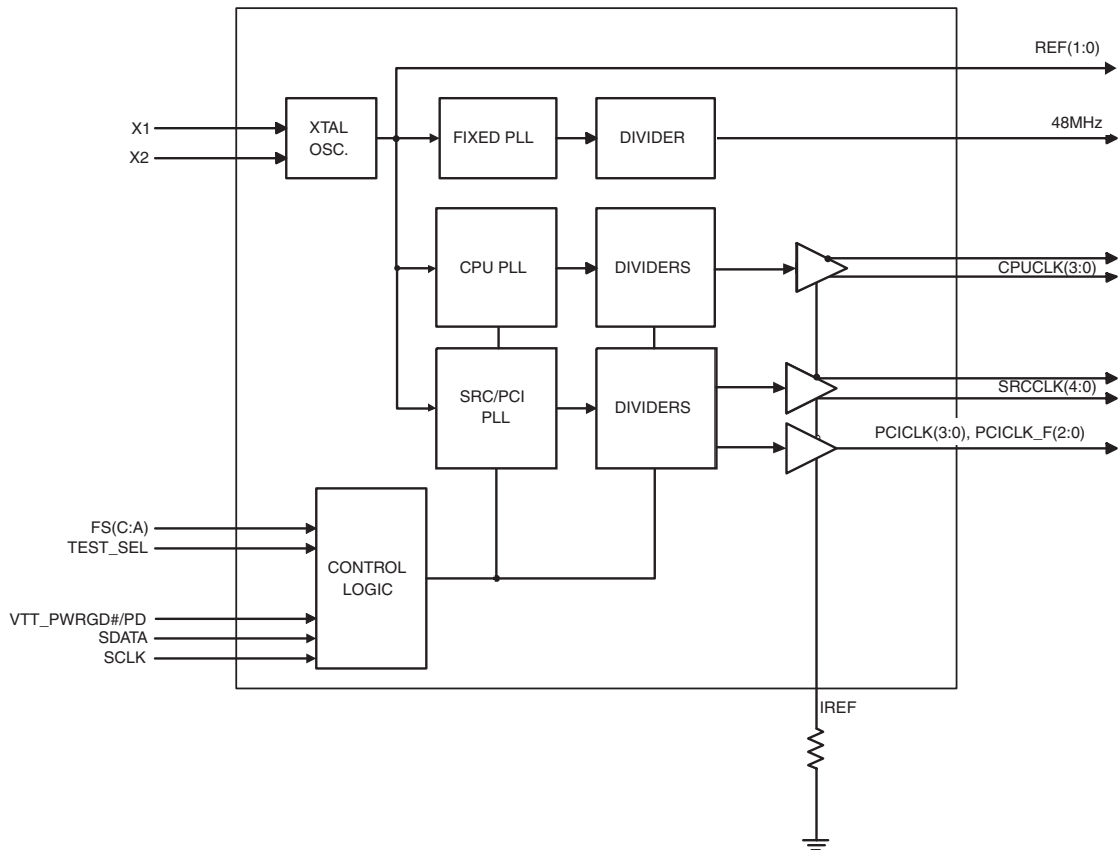 REF(1:0)
X1
X2
XTAL
OSC.
FIXED PLL
DIVIDER
48MHz
CPU PLL
DIVIDERS
CPUCLK(3:0)
SRC/PCI
PLL
DIVIDERS
SRCCLK(4:0)
PCICLK(3:0), PCICLK_F(2:0)
FS(C:A)
TEST_SEL
CONTROL
LOGIC
VTT_PWRGD#/PD
SDATA
SCLK
IREF